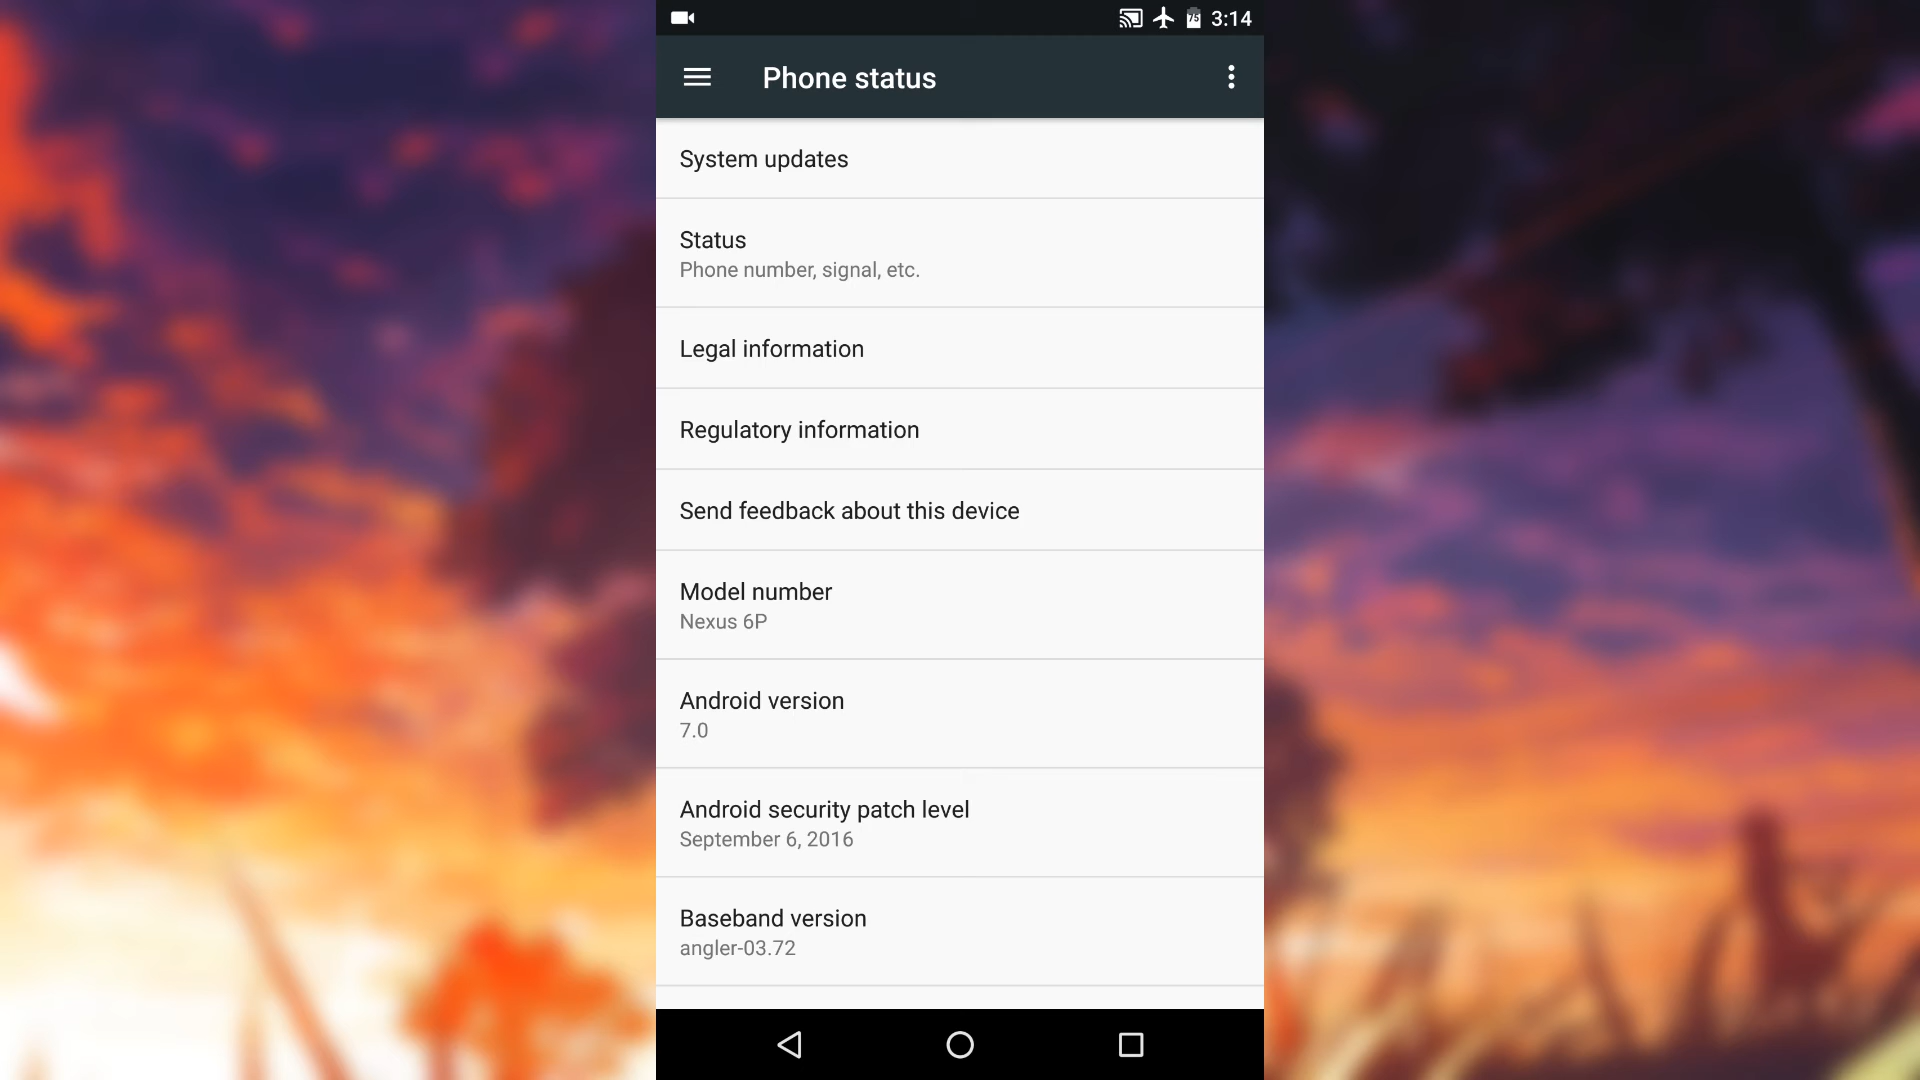 75 3:14
Phone status
System updates
Status
Phone number, signal, etc.
Legal information
Regulatory information
Send feedback about this device
Model number
Nexus 6P
Android version
7.0
Android security patch level
September 6, 2016
Baseband version
angler-03.72